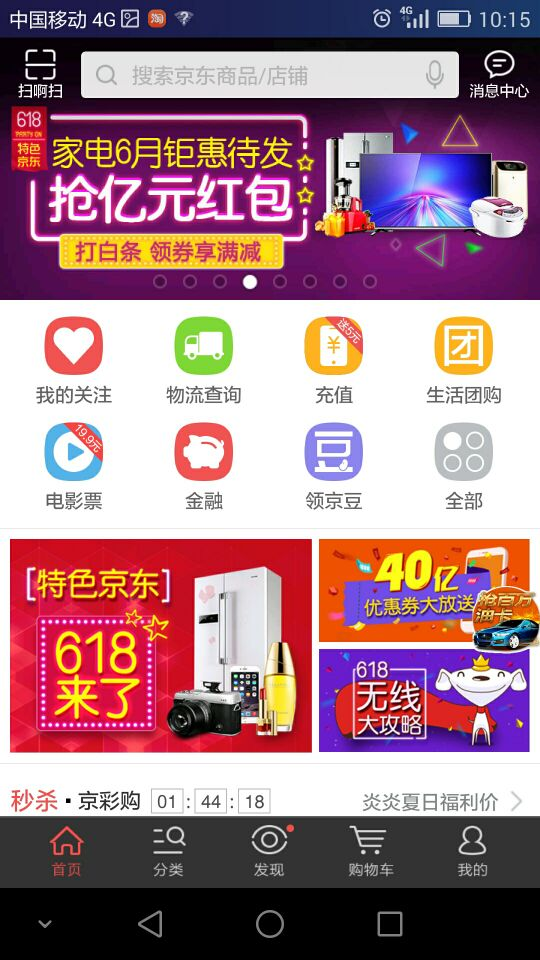 中国移动 4G 淘 4G 10:15
扫啊扫 搜索京东商品/店铺 消息中心
618
PARTY ON
特色
京东
家电6月钜惠待发
抢亿元红包
打白条 领券享满减
送5元
¥
团
我的关注 物流查询 充值 生活团购
19.9元
豆
电影票 金融 领京豆 全部
[特色京东]
618
来了
40亿
优惠券大放送
抢百万
油卡
618
无线
大攻略
秒杀·京彩购 01:44:18 炎炎夏日福利价
首页 分类 发现 购物车 我的